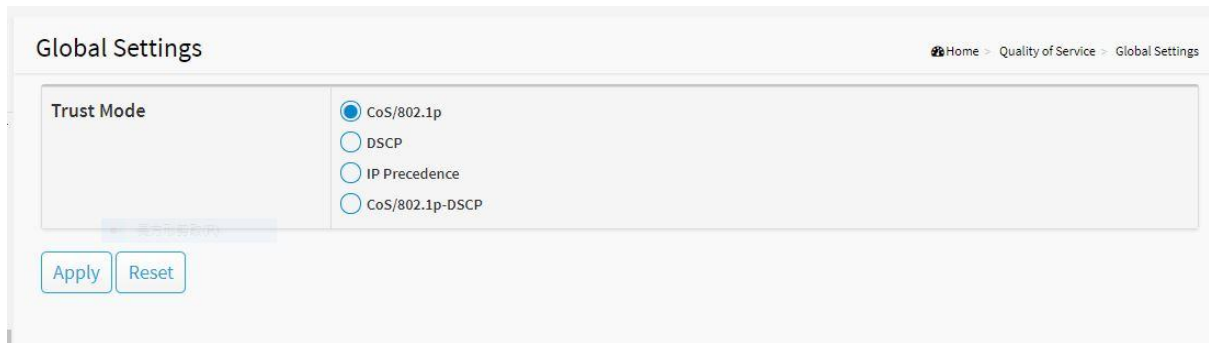 Global Settings
Home > Quality of Service > Global Settings
Trust Mode
CoS/802.1p
DSCP
IP Precedence
CoS/802.1p-DSCP
Apply
Reset